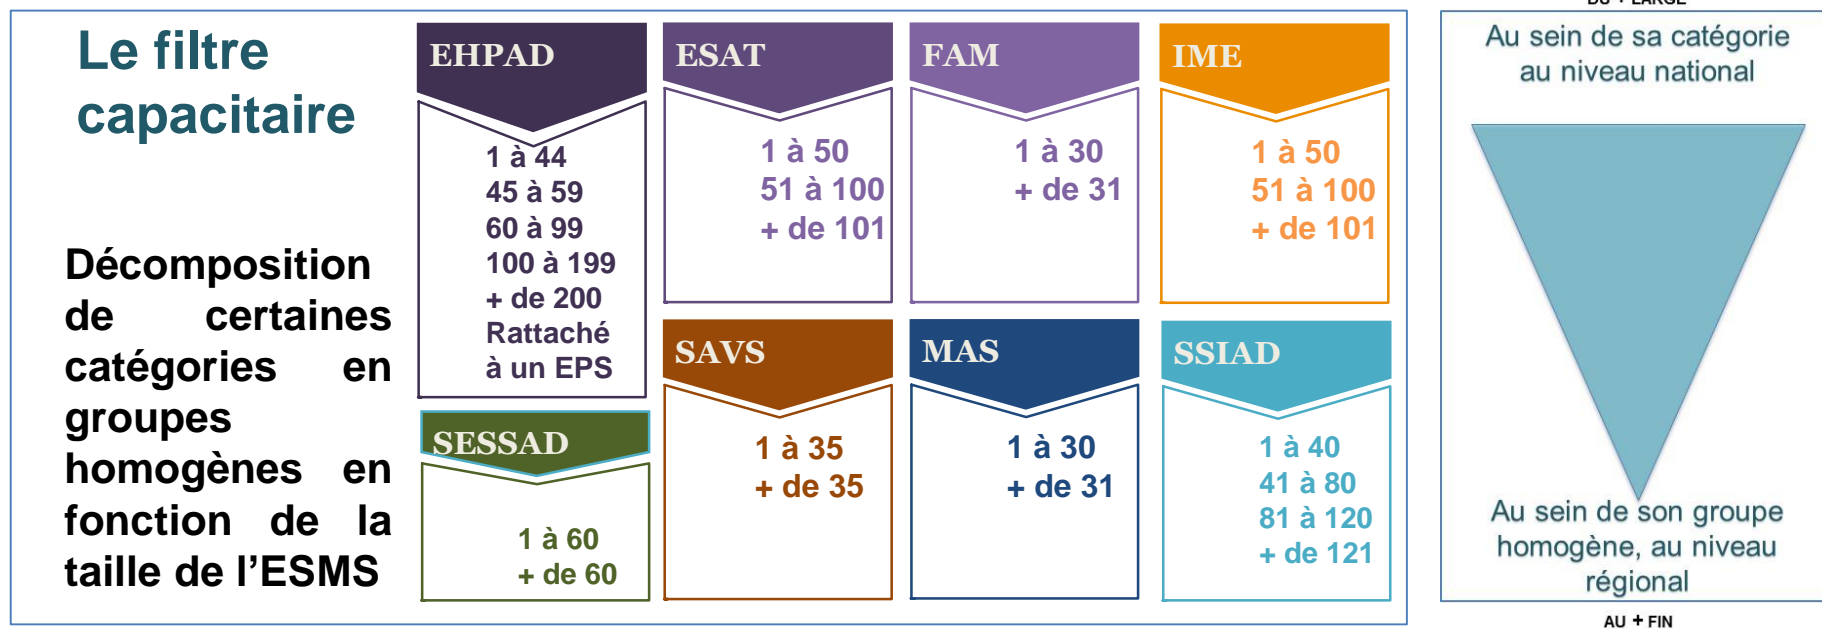 Le filtre
capacitaire
Décomposition
de certaines
catégories en
groupes
homogènes en
fonction de la
taille de l'ESMS
EHPAD
1 à 44
45 à 59
60 à 99
100 à 199
+ de 200
Rattaché
à un EPS
ESAT
1 à 50
51 à 100
+ de 101
FAM
1 à 30
+ de 31
IME
1 à 50
51 à 100
+ de 101
SESSAD
1 à 60
+ de 60
SAVS
1 à 35
+ de 35
MAS
1 à 30
+ de 31
SSIAD
1 à 40
41 à 80
81 à 120
+ de 121
DU + LARGE
Au sein de sa catégorie
au niveau national
Au sein de son groupe
homogène, au niveau
régional
AU + FIN